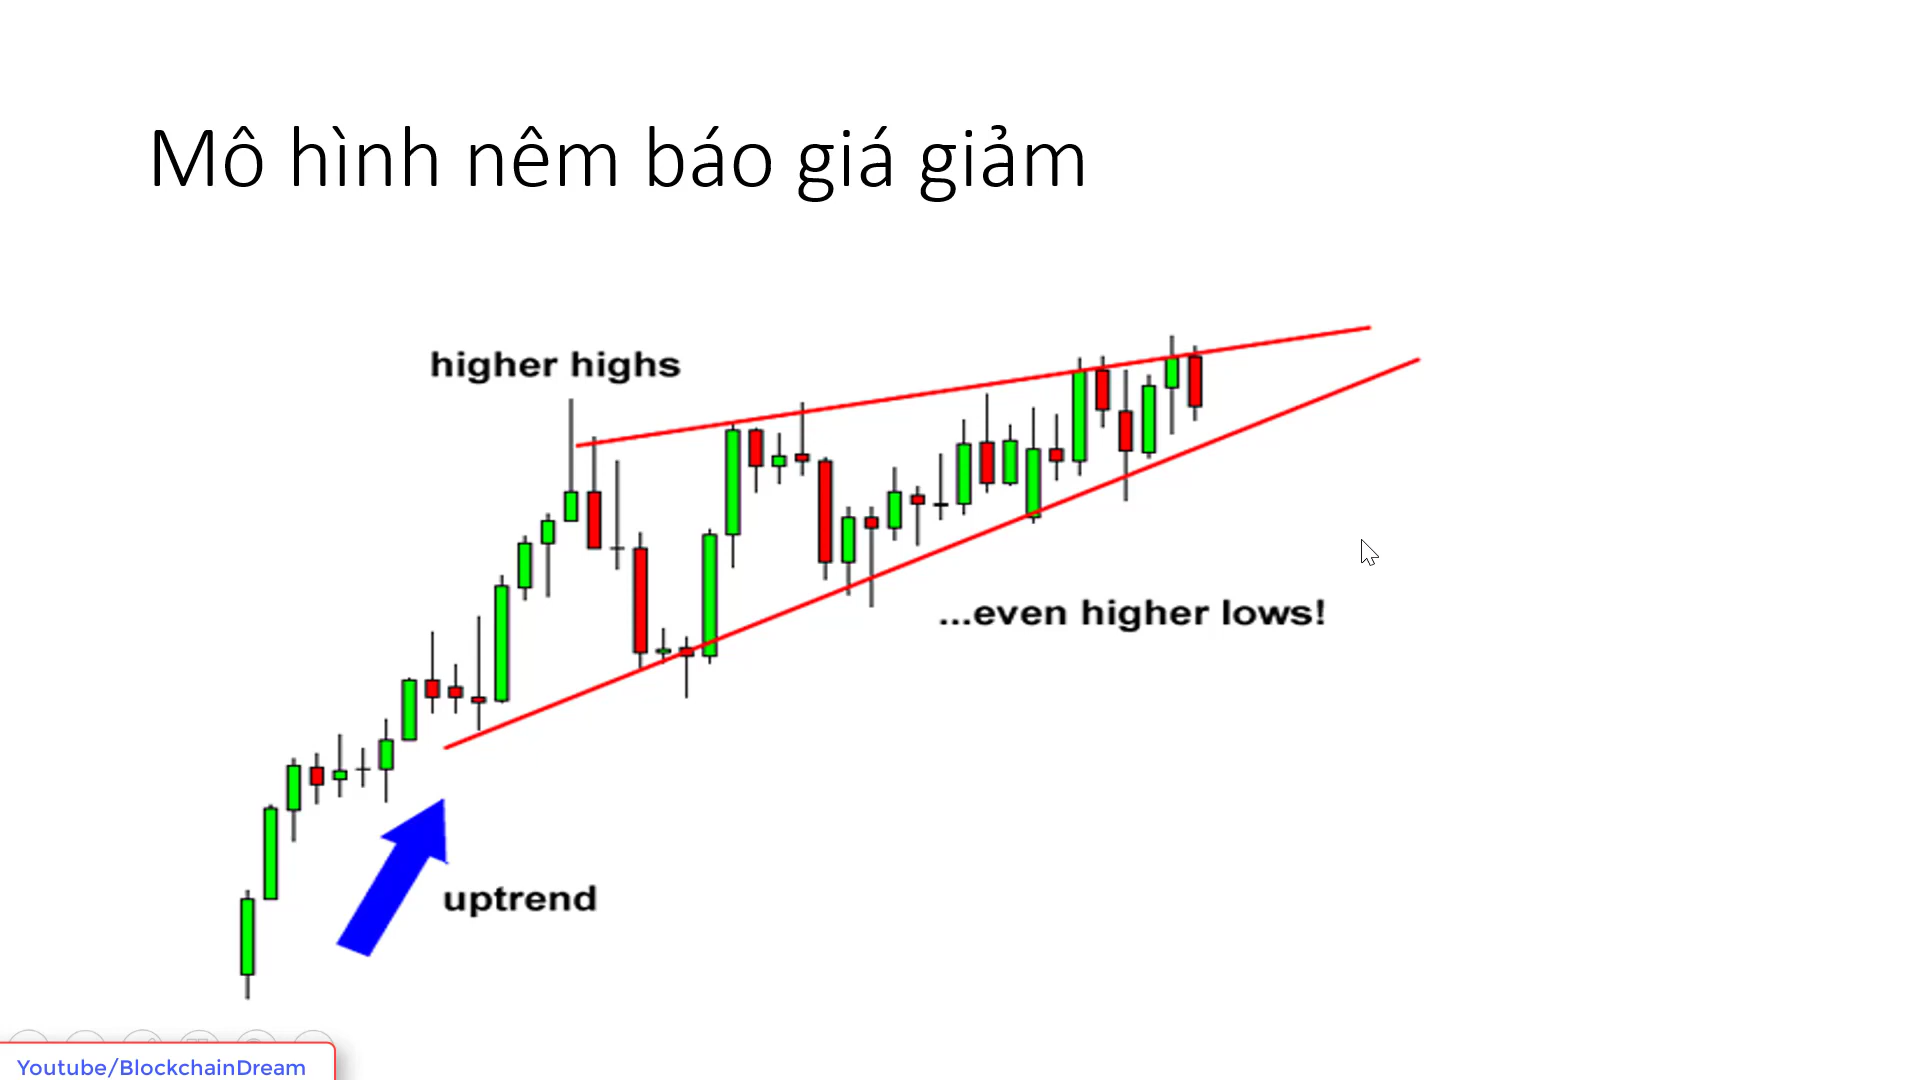 Mô hình nêm báo giá giảm
higher highs
...even higher lows!
uptrend
Youtube/BlockchainDream